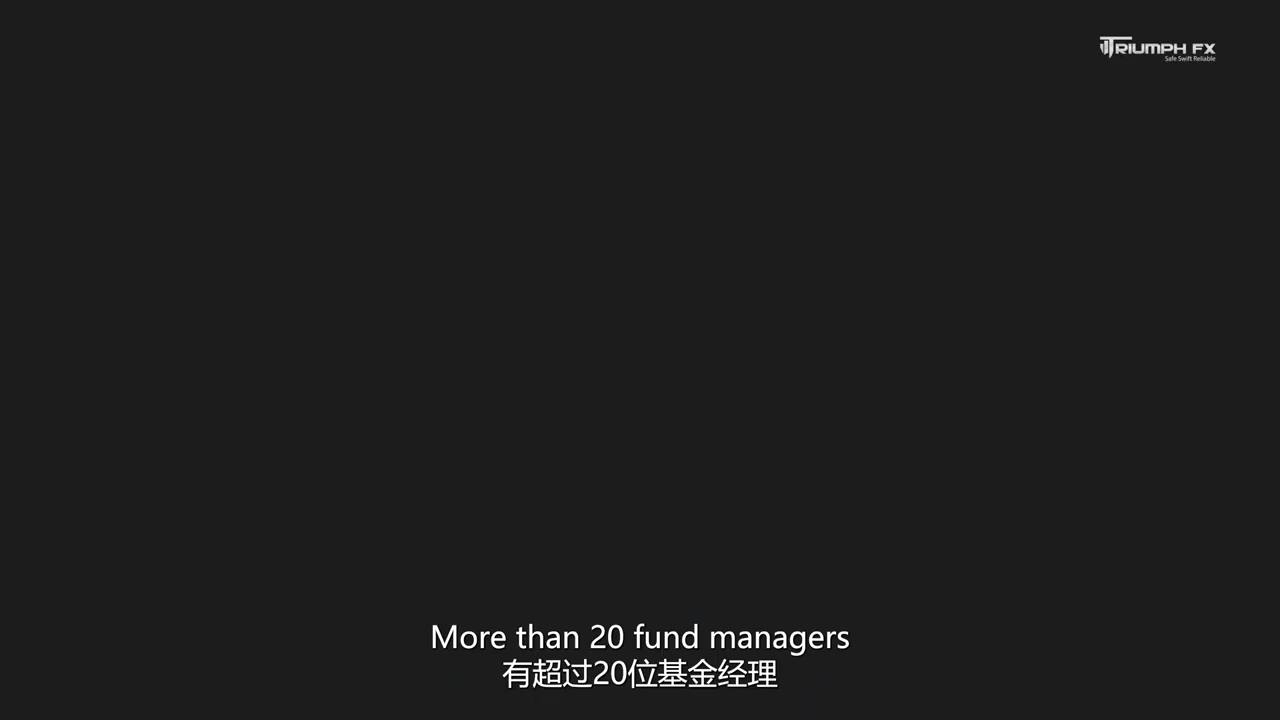 TRIUMPH FX
Safe Swift Reliable
More than 20 fund managers
有超过20位基金经理